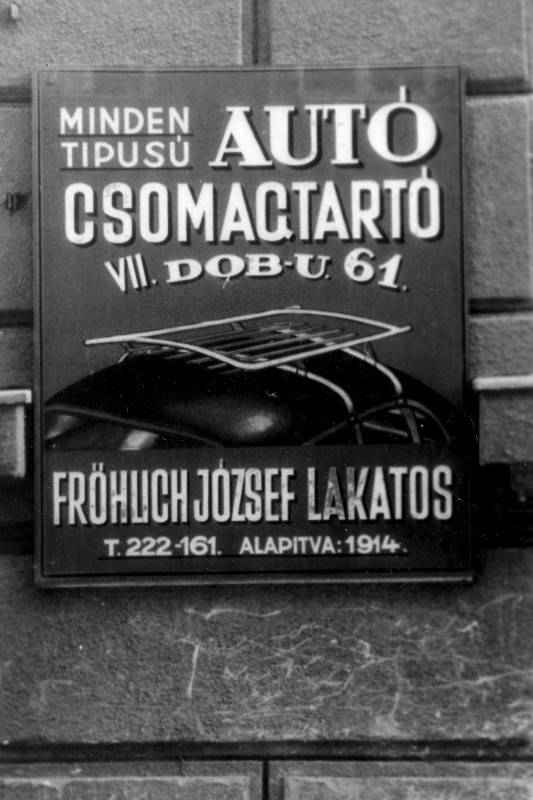 MINDEN
TIPUSÚ
AUTÓ
CSOMAGTARTÓ
VII. DOB-U. 61.
FRÖHLICH JÓZSEF LAKATOS
T. 222-161. ALAPITVA: 1914.